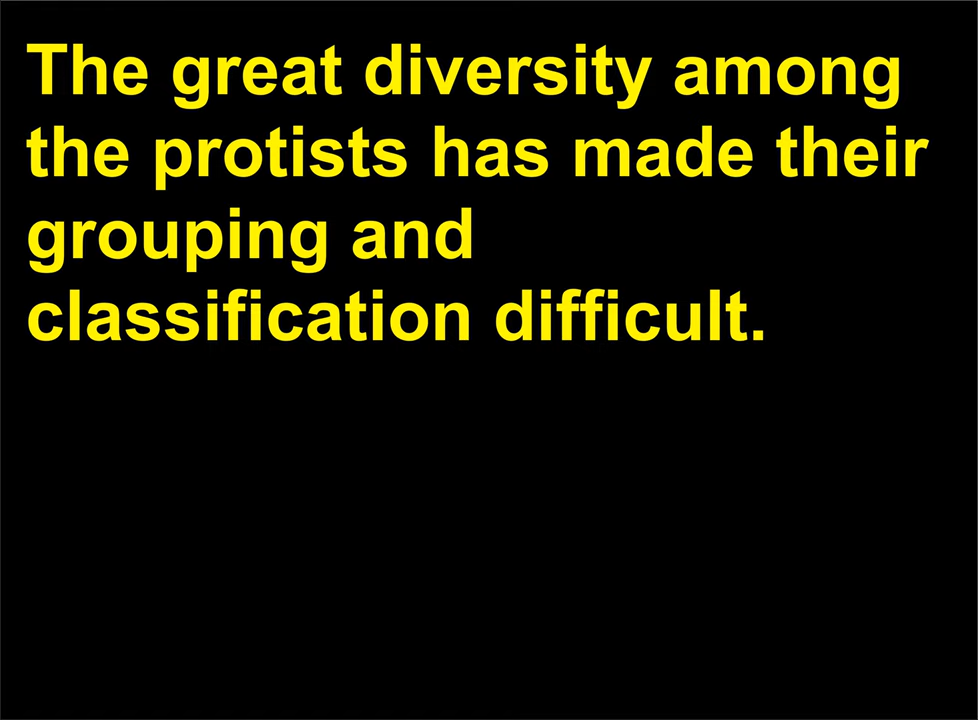 The great diversity among
the protists has made their
grouping and
classification difficult.